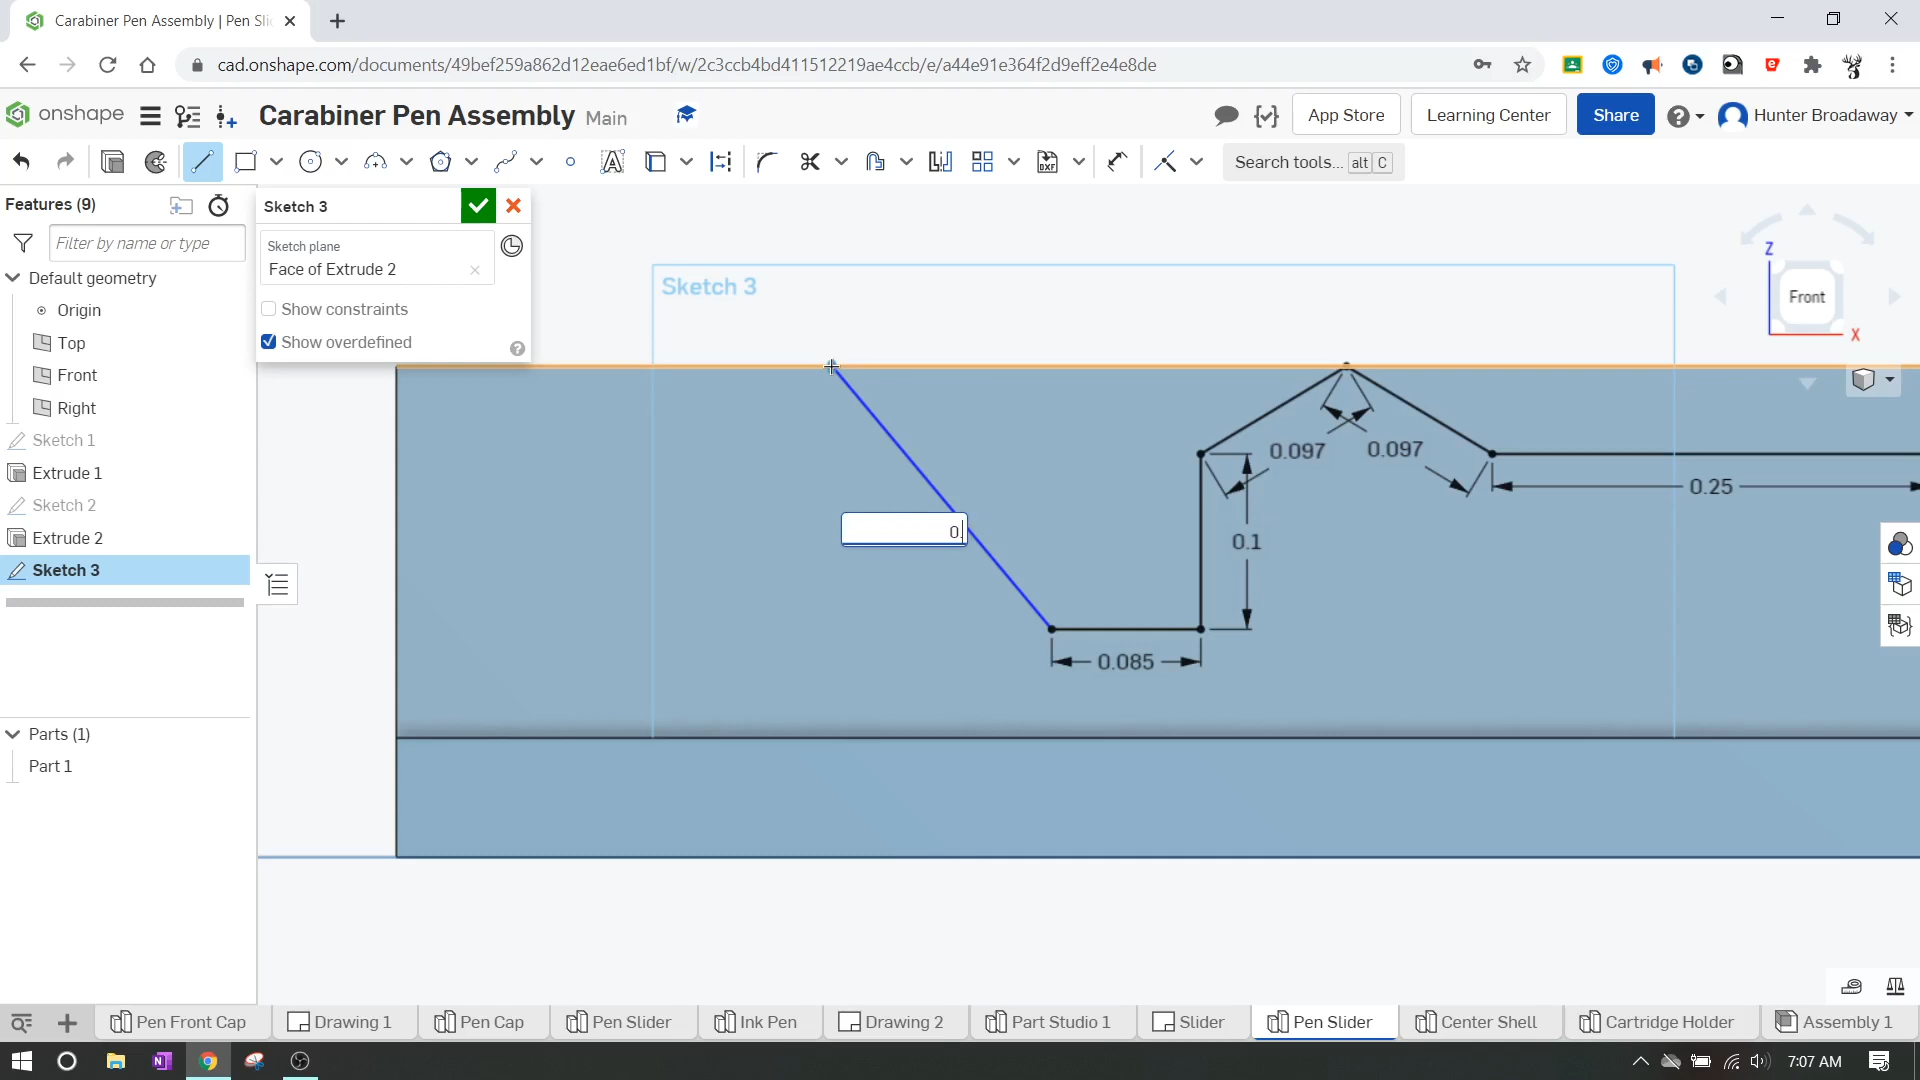 Carabiner Pen Assembly | Pen Slic
cad.onshape.com/documents/49bef259a862d12eae6ed1bf/w/2c3ccb4bd411512219ae4ccb/e/a44e91e364f2d9eff2e4e8de
onshape
Carabiner Pen Assembly Main
App Store
Learning Center
Share
Hunter Broadaway
Search tools... alt C
Features (9)
Filter by name or type
Default geometry
Origin
Top
Front
Right
Sketch 1
Extrude 1
Sketch 2
Extrude 2
Sketch 3
Parts (1)
Part 1
Sketch 3
Sketch plane
Face of Extrude 2
Show constraints
Show overdefined
Sketch 3
Z
Front
X
0.097
0.097
0.25
0.1
0.
0.085
Pen Front Cap
Drawing 1
Pen Cap
Pen Slider
Ink Pen
Drawing 2
Part Studio 1
Slider
Pen Slider
Center Shell
Cartridge Holder
Assembly 1
7:07 AM